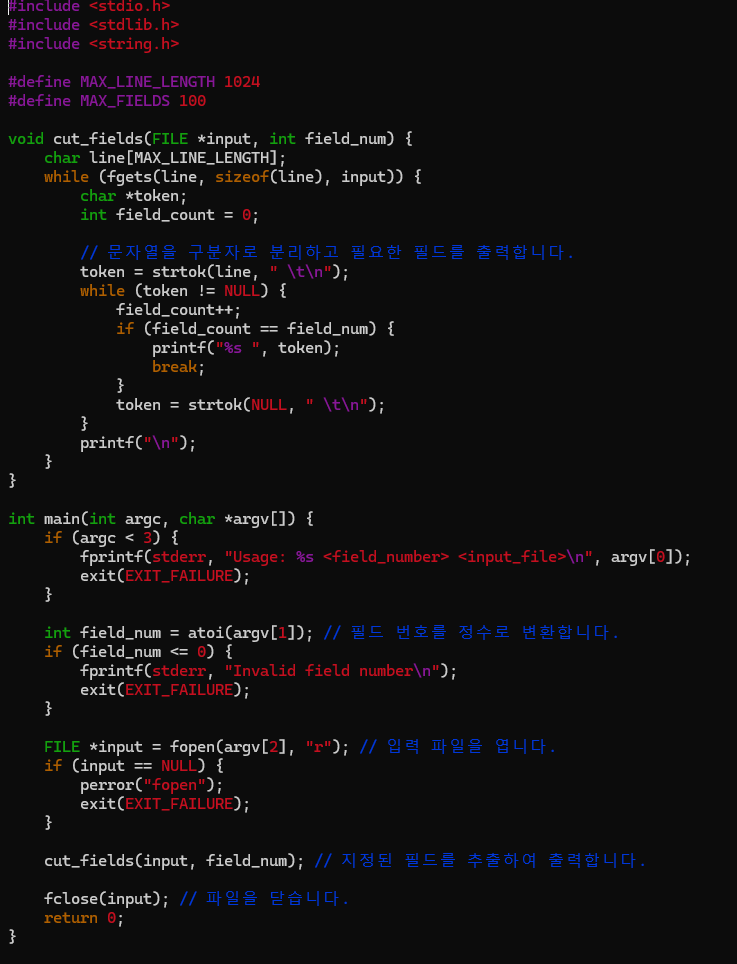 #include <stdio.h>
#include <stdlib.h>
#include <string.h>

#define MAX_LINE_LENGTH 1024
#define MAX_FIELDS 100

void cut_fields(FILE *input, int field_num) {
    char line[MAX_LINE_LENGTH];
    while (fgets(line, sizeof(line), input)) {
        char *token;
        int field_count = 0;

        // 문자열을 구분자로 분리하고 필요한 필드를 출력합니다.
        token = strtok(line, " \t\n");
        while (token != NULL) {
            field_count++;
            if (field_count == field_num) {
                printf("%s ", token);
                break;
            }
            token = strtok(NULL, " \t\n");
        }
        printf("\n");
    }
}

int main(int argc, char *argv[]) {
    if (argc < 3) {
        fprintf(stderr, "Usage: %s <field_number> <input_file>\n", argv[0]);
        exit(EXIT_FAILURE);
    }

    int field_num = atoi(argv[1]); // 필드 번호를 정수로 변환합니다.
    if (field_num <= 0) {
        fprintf(stderr, "Invalid field number\n");
        exit(EXIT_FAILURE);
    }

    FILE *input = fopen(argv[2], "r"); // 입력 파일을 엽니다.
    if (input == NULL) {
        perror("fopen");
        exit(EXIT_FAILURE);
    }

    cut_fields(input, field_num); // 지정된 필드를 추출하여 출력합니다.

    fclose(input); // 파일을 닫습니다.
    return 0;
}